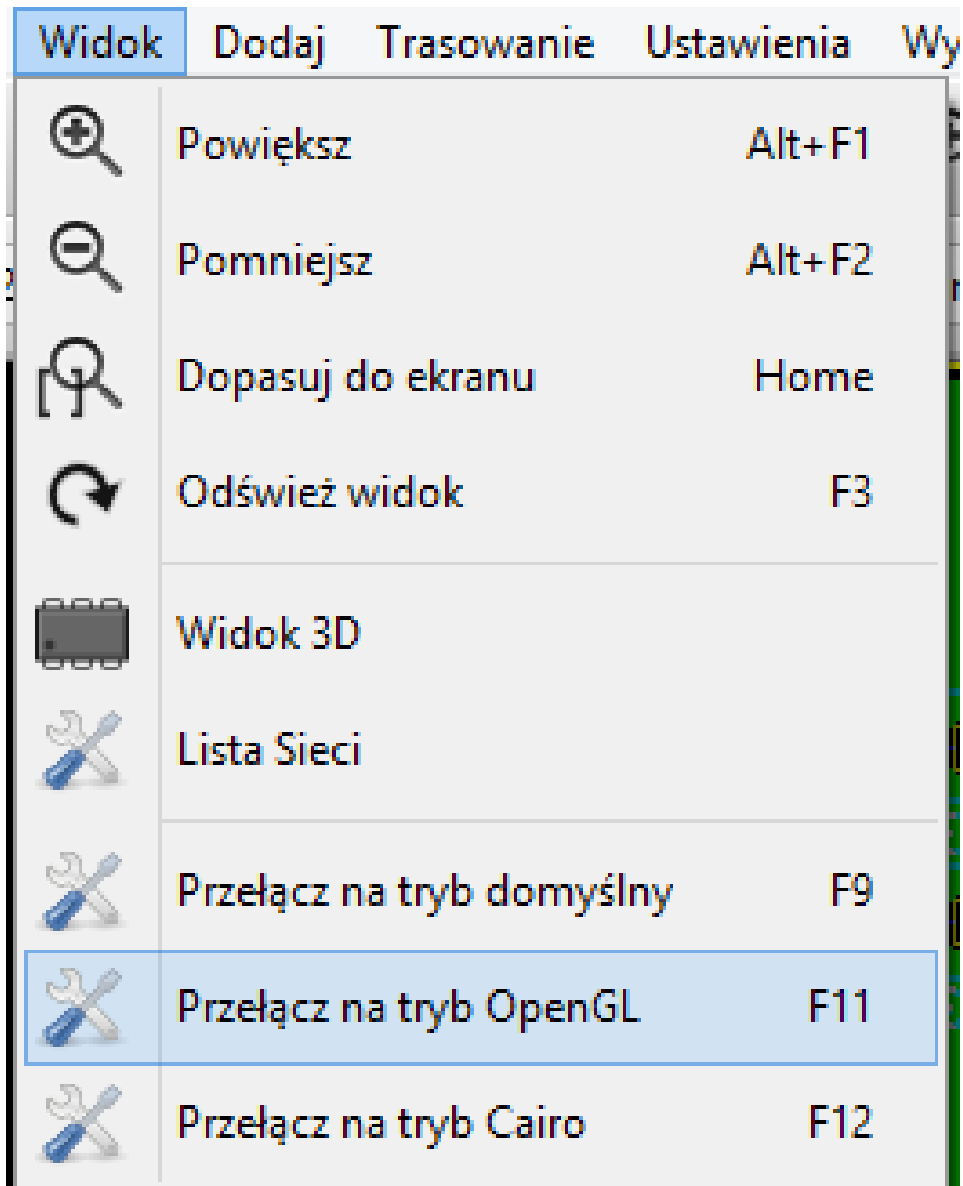 Widok Dodaj Trasowanie Ustawienia
Powiększ Alt+F1
Pomniejsz Alt+F2
Dopasuj do ekranu Home
Odśwież widok F3
Widok 3D
Lista Sieci
Przełącz na tryb domyślny F9
Przełącz na tryb OpenGL F11
Przełącz na tryb Cairo F12